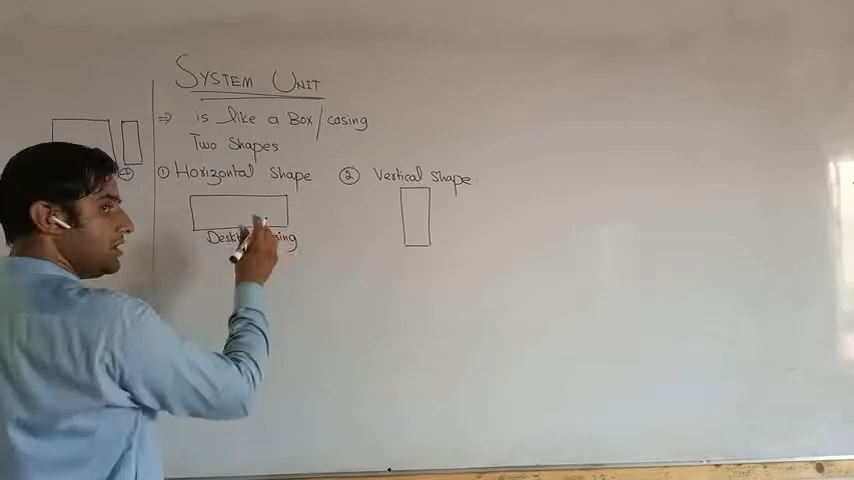 SYSTEM UNIT
⇒ is like a Box/casing
Two Shapes
① Horizontal shape
② Vertical shape